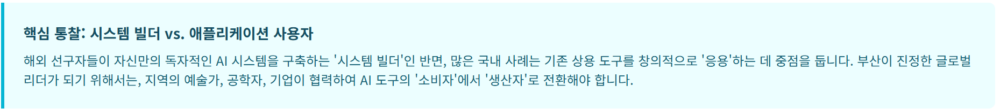 핵심 통찰: 시스템 빌더 vs. 애플리케이션 사용자
해외 선구자들이 자신만의 독자적인 AI 시스템을 구축하는 '시스템 빌더'인 반면, 많은 국내 사례는 기존 상용 도구를 창의적으로 '응용'하는 데 중점을 둡니다. 부산이 진정한 글로벌
리더가 되기 위해서는, 지역의 예술가, 공학자, 기업이 협력하여 AI 도구의 '소비자'에서 '생산자'로 전환해야 합니다.